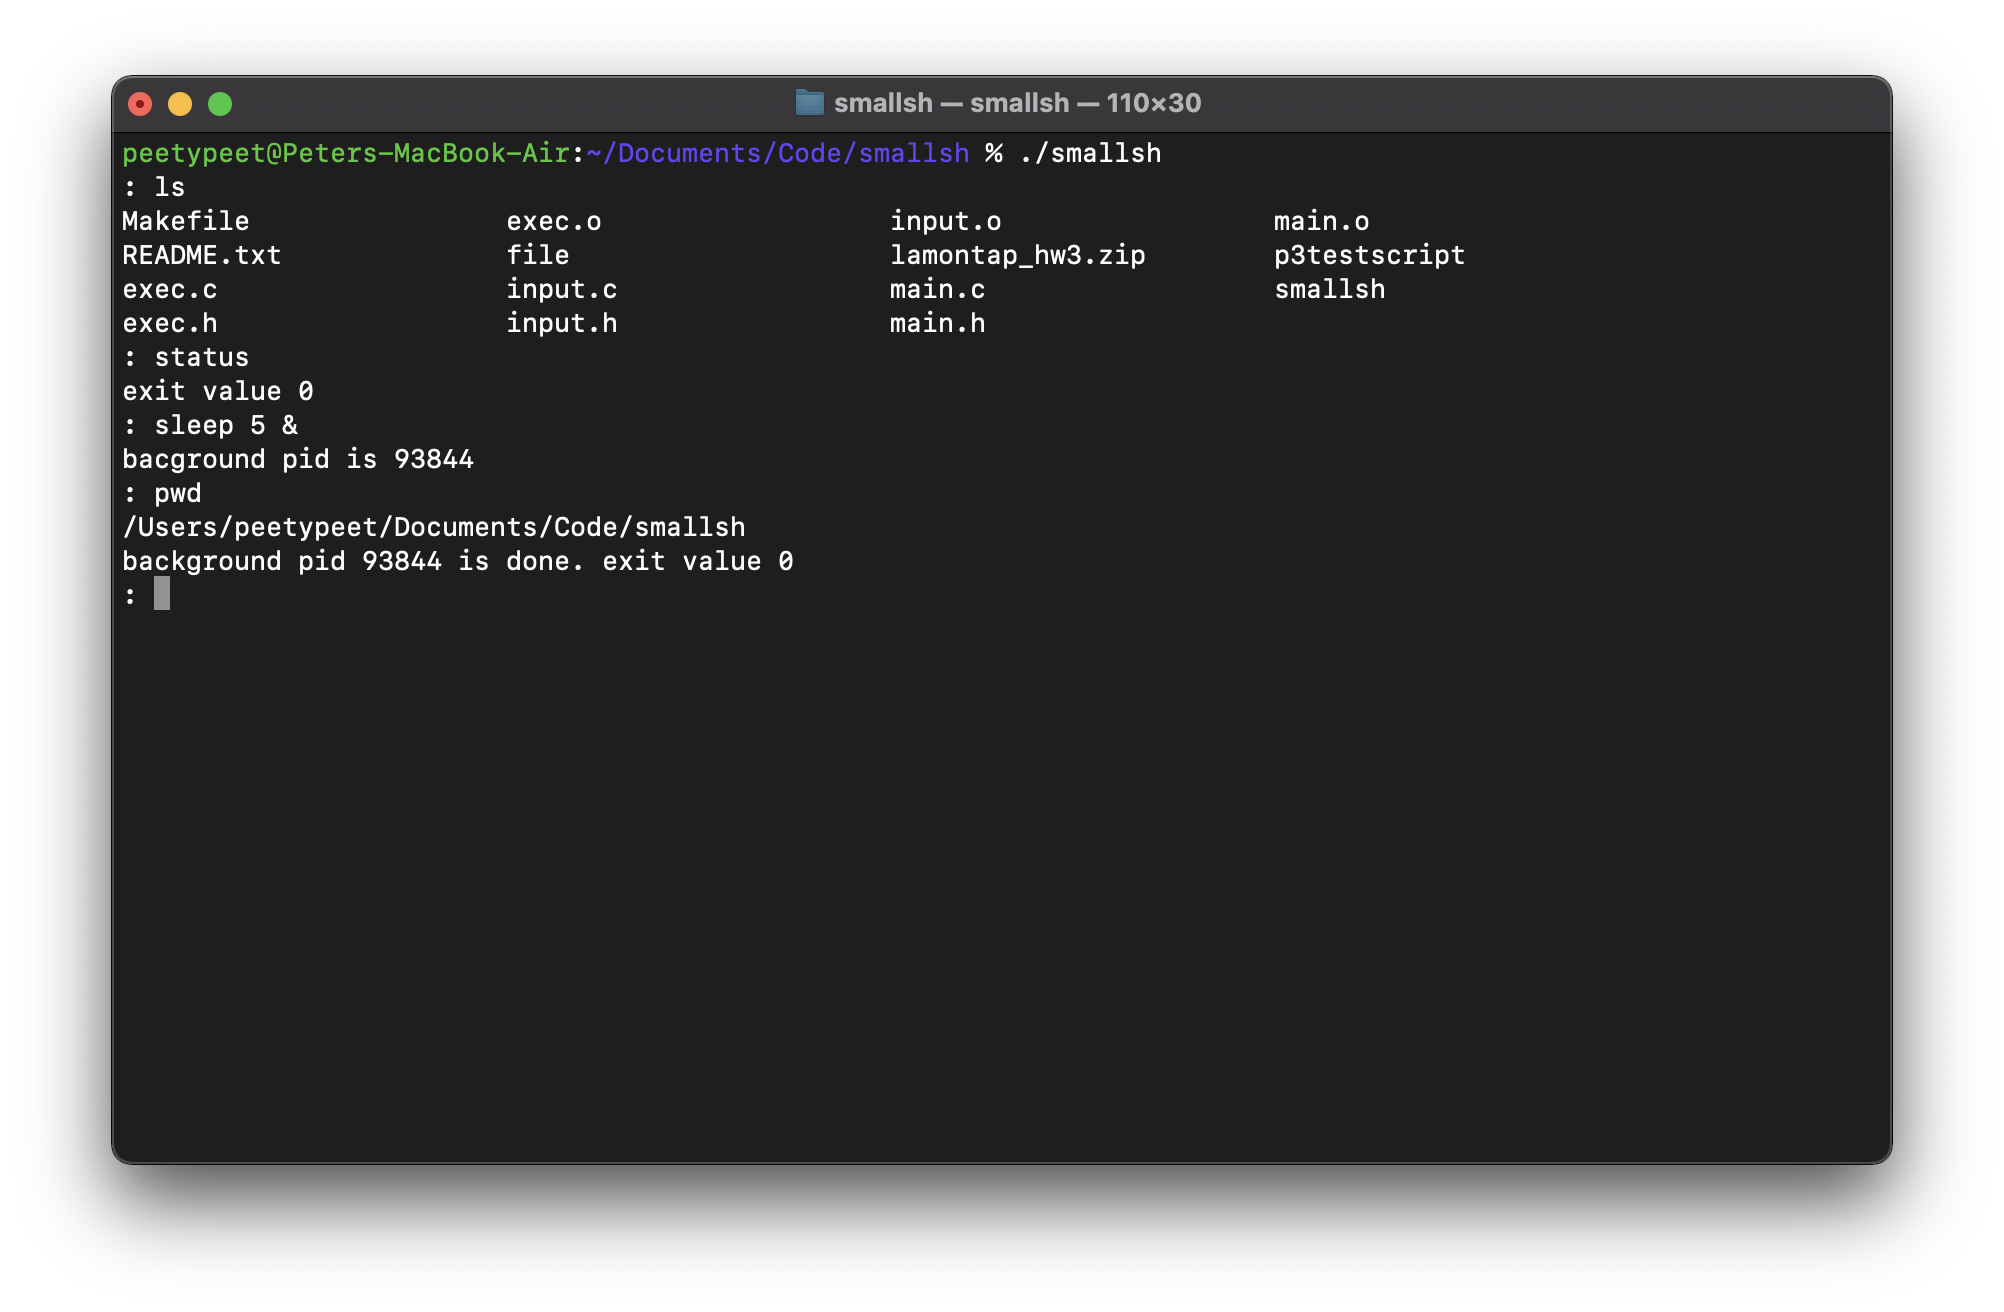 smallsh — smallsh — 110×30
peetypeet@Peters-MacBook-Air:~/Documents/Code/smallsh % ./smallsh
: ls
Makefile exec.o input.o main.o
README.txt file lamontap_hw3.zip p3testscript
exec.c input.c main.c smallsh
exec.h input.h main.h
: status
exit value 0
: sleep 5 &
bacground pid is 93844
: pwd
/Users/peetypeet/Documents/Code/smallsh
background pid 93844 is done. exit value 0
: